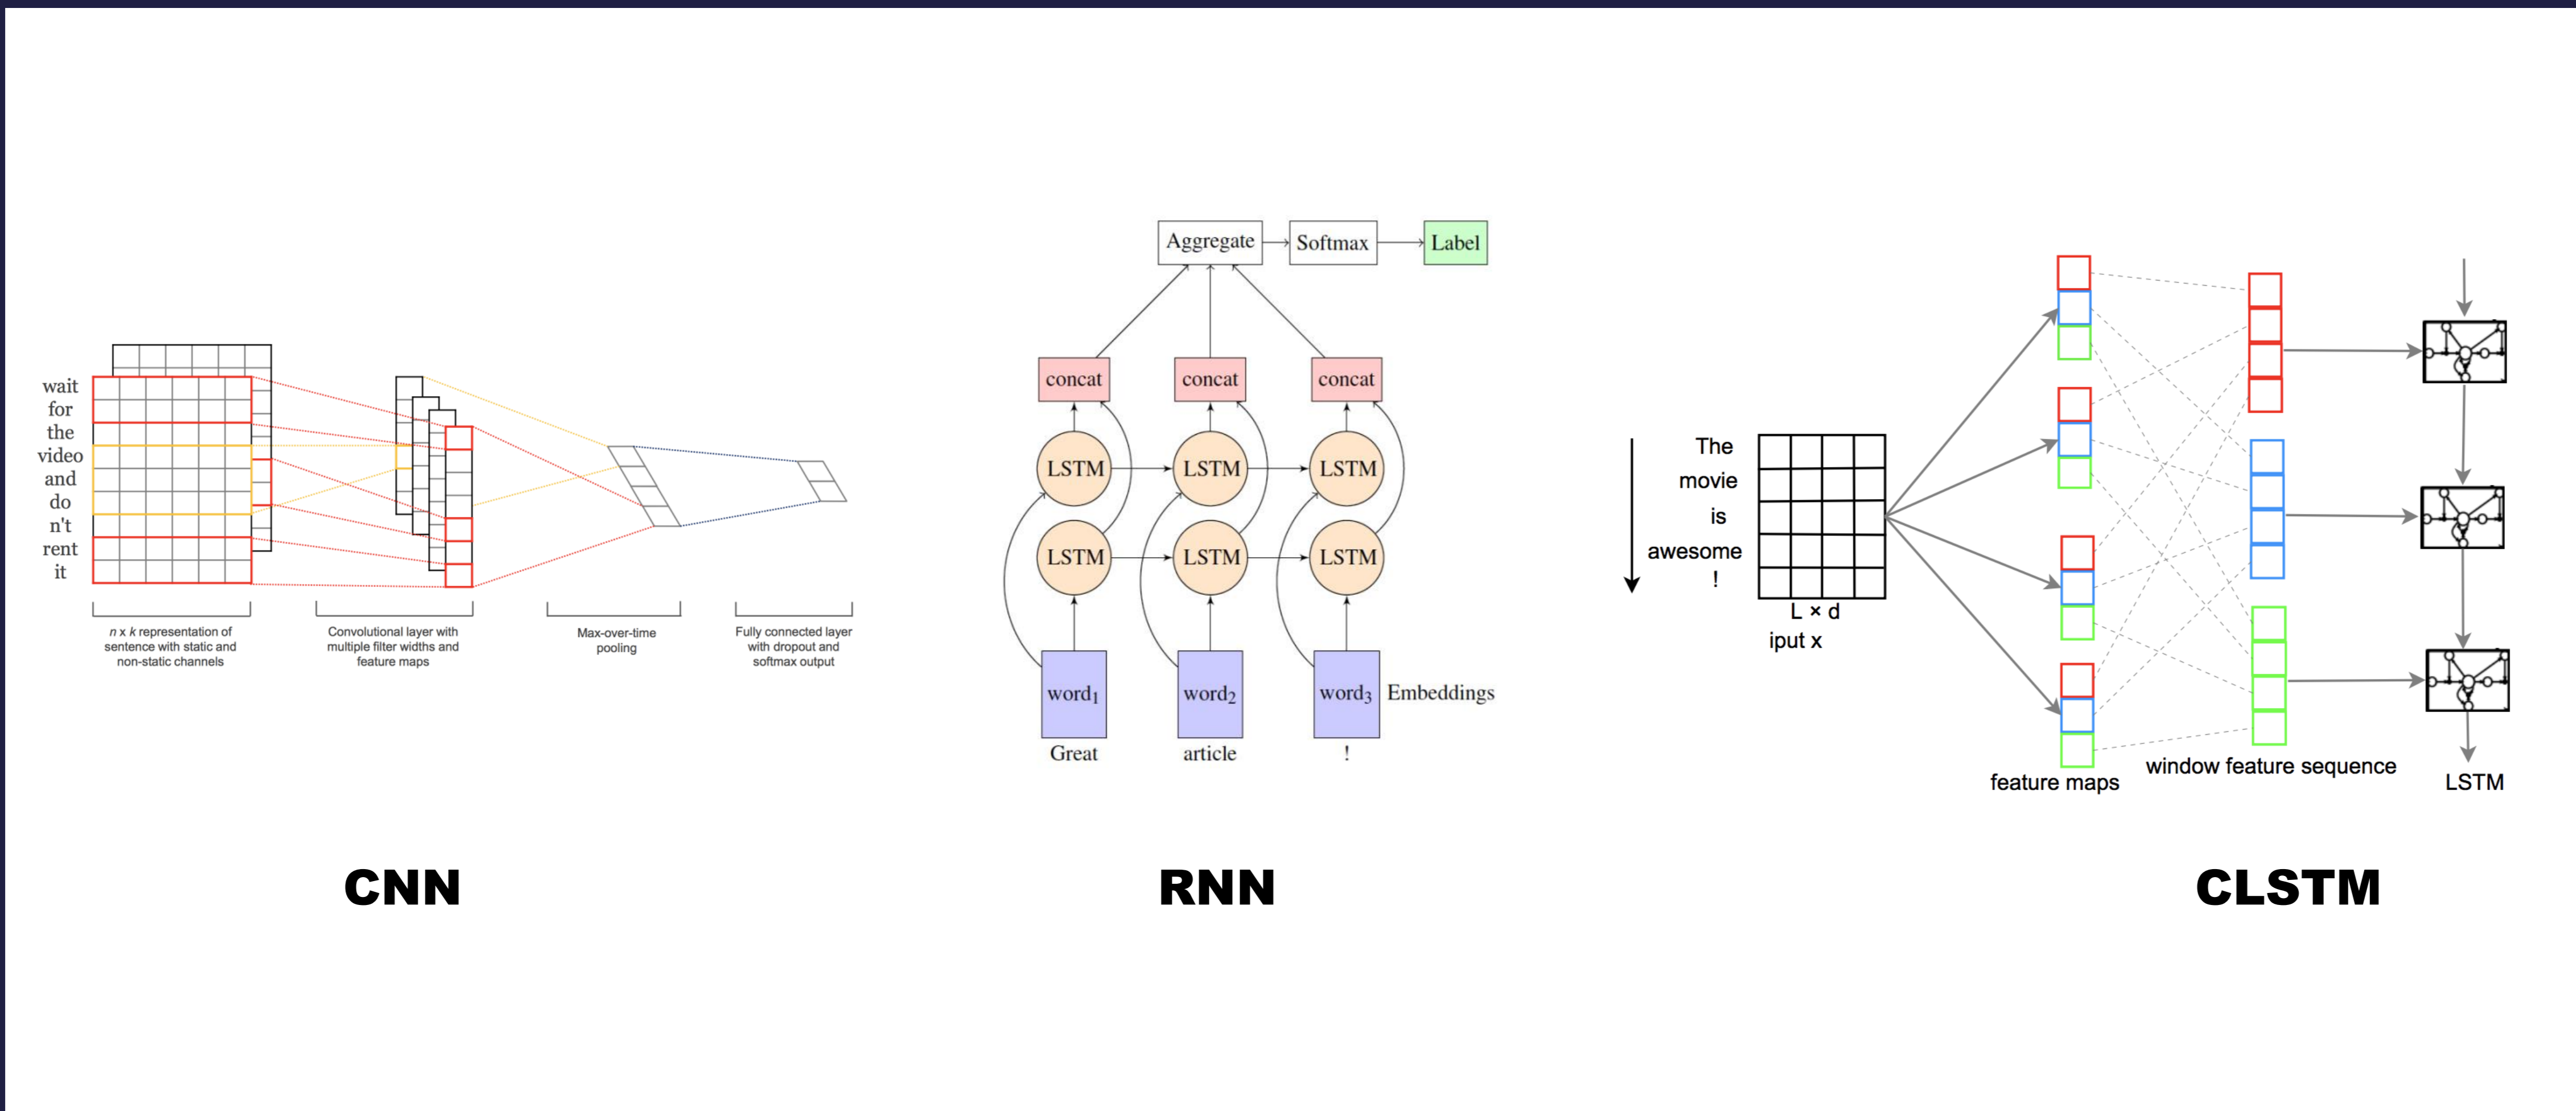 wait
for
the
video
and
do
n't
rent
it
n x k representation of
sentence with static and
non-static channels
Convolutional layer with
multiple filter widths and
feature maps
Max-over-time
pooling
Fully connected layer
with dropout and
softmax output
CNN
Aggregate
Softmax
Label
concat
concat
concat
LSTM
LSTM
LSTM
LSTM
LSTM
LSTM
word1
word2
word3
Embeddings
Great
article
!
RNN
The
movie
is
awesome
!
L × d
iput x
feature maps
window feature sequence
LSTM
CLSTM